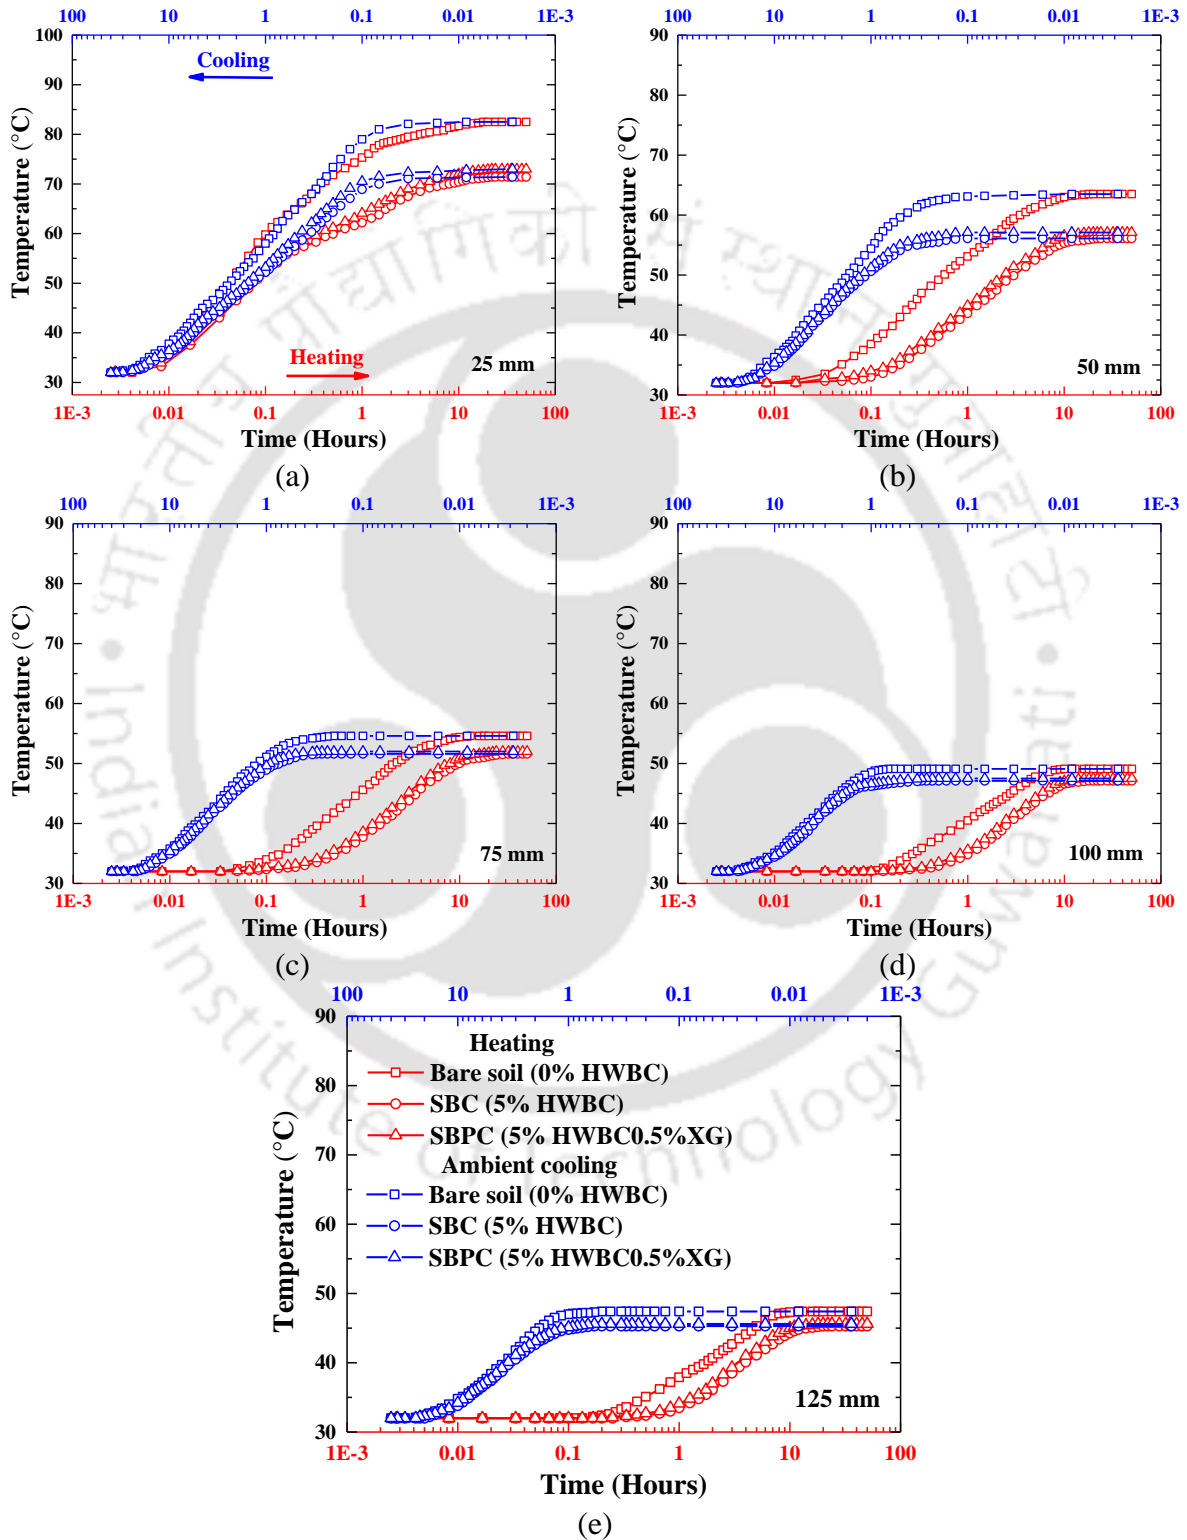 100 10 1 0.1 0.01 1E-3
100 90 80 70 60 50 40 30
Temperature (°C)
Cooling
Heating
25 mm
1E-3 0.01 0.1 1 10 100
Time (Hours)
(a)
100 10 1 0.1 0.01 1E-3
90 80 70 60 50 40 30
Temperature (°C)
50 mm
1E-3 0.01 0.1 1 10 100
Time (Hours)
(b)
100 10 1 0.1 0.01 1E-3
90 80 70 60 50 40 30
Temperature (°C)
75 mm
1E-3 0.01 0.1 1 10 100
Time (Hours)
(c)
100 10 1 0.1 0.01 1E-3
90 80 70 60 50 40 30
Temperature (°C)
100 mm
1E-3 0.01 0.1 1 10 100
Time (Hours)
(d)
100 10 1 0.1 0.01 1E-3
90 80 70 60 50 40 30
Temperature (°C)
Heating
Bare soil (0% HWBC)
SBC (5% HWBC)
SBPC (5% HWBC0.5%XG)
Ambient cooling
Bare soil (0% HWBC)
SBC (5% HWBC)
SBPC (5% HWBC0.5%XG)
125 mm
1E-3 0.01 0.1 1 10 100
Time (Hours)
(e)
Indian Institute of Technology Guwahati